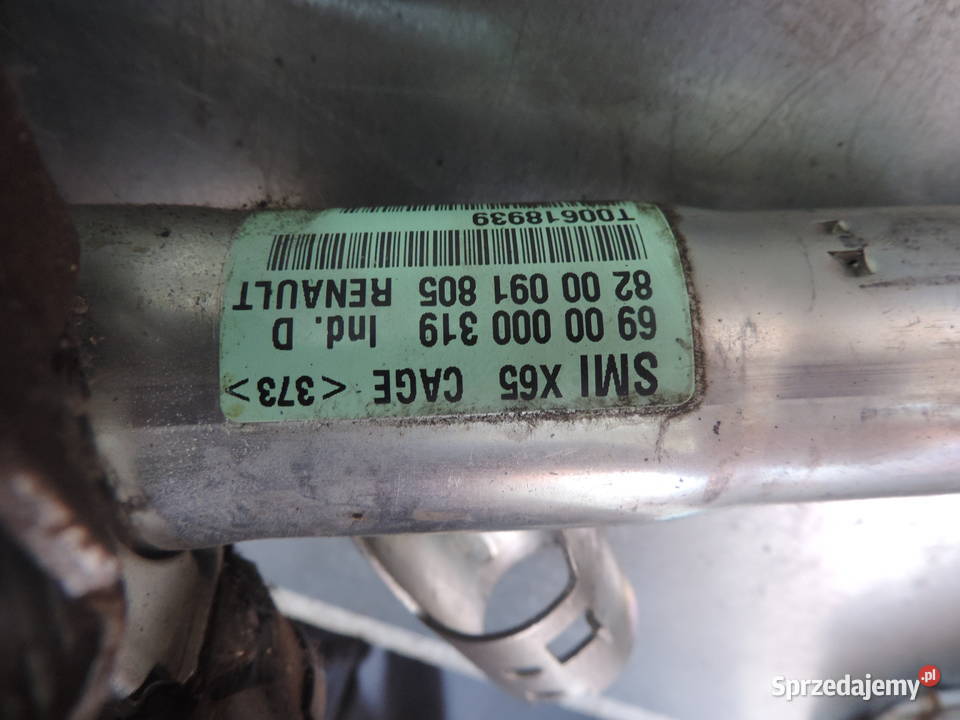 SMI X65 CAGE <373>
69 00 000 319 Ind. D
82 00 091 805 RENAULT
T00618939
Sprzedajemy.pl